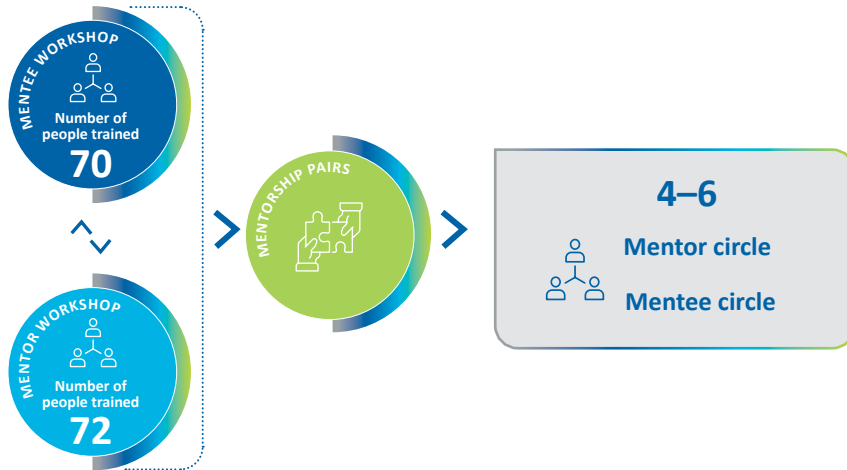 MENTEE WORKSHOP
Number of
people trained
70
MENTOR WORKSHOP
Number of
people trained
72
MENTORSHIP PAIRS
4–6
Mentor circle
Mentee circle